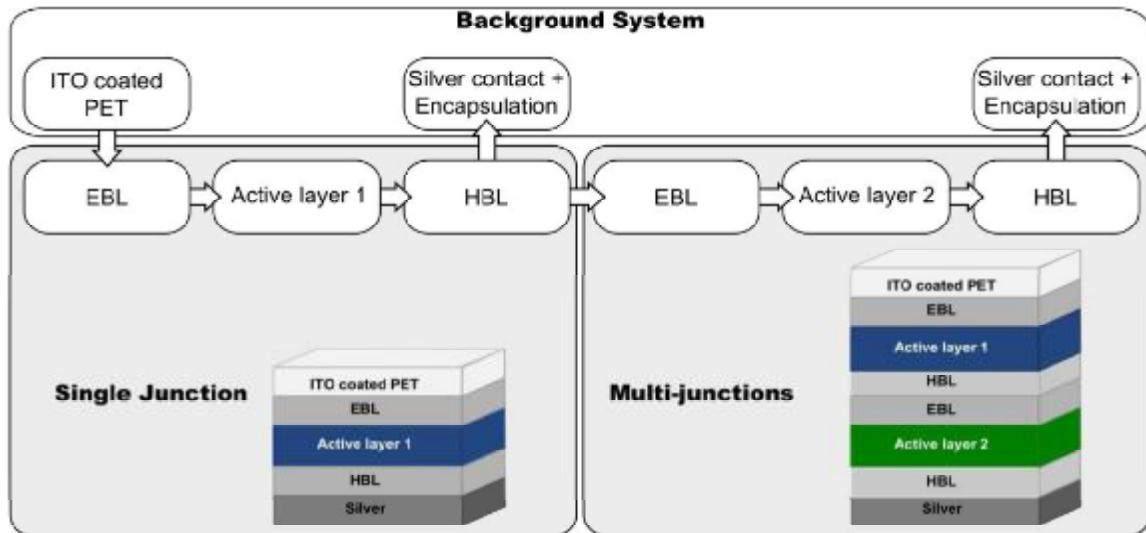 Background System
ITO coated
PET
Silver contact +
Encapsulation
Silver contact +
Encapsulation
EBL
Active layer 1
HBL
EBL
Active layer 2
HBL
Single Junction
ITO coated PET
EBL
Active layer 1
HBL
Silver
Multi-junctions
ITO coated PET
EBL
Active layer 1
HBL
EBL
Active layer 2
HBL
Silver